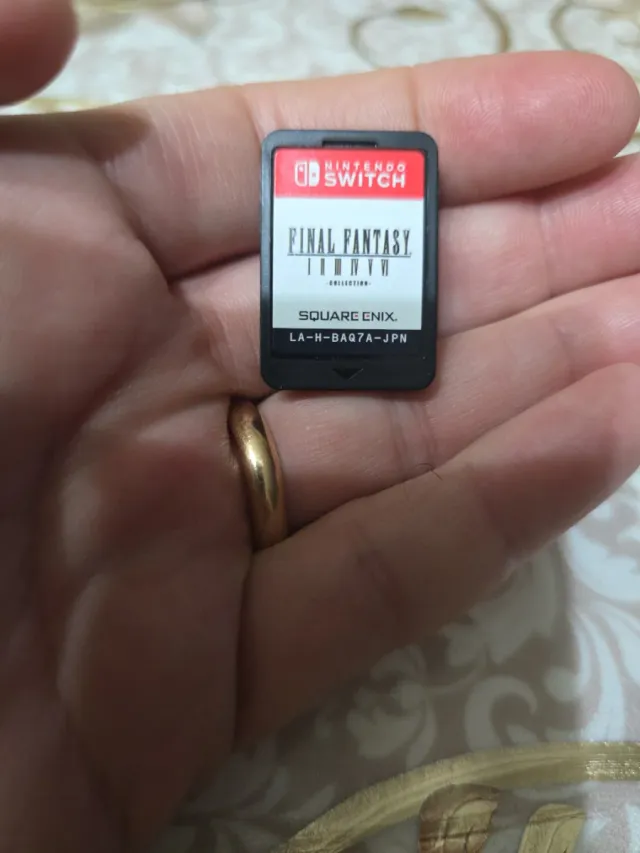 NINTENDO
SWITCH
FINAL FANTASY
I II III IV V VI
-COLLECTION-
SQUARE ENIX.
LA-H-BAQ7A-JPN